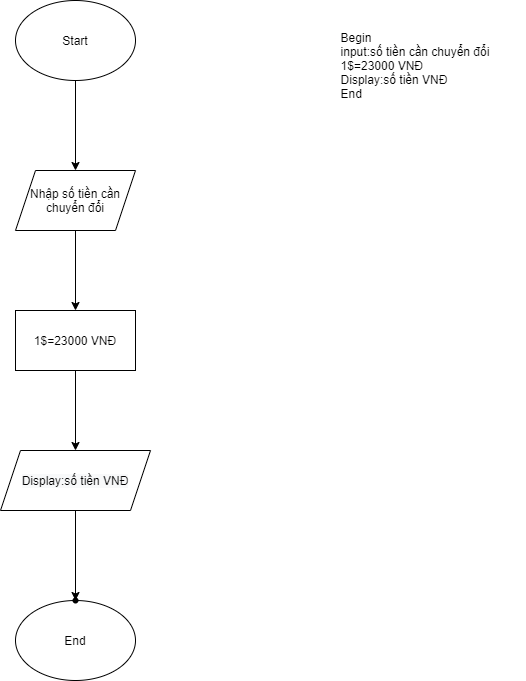 Start
Nhập số tiền cần
chuyển đổi
1$=23000 VNĐ
Display:số tiền VNĐ
End
Begin
input:số tiền cần chuyển đổi
1$=23000 VNĐ
Display:số tiền VNĐ
End